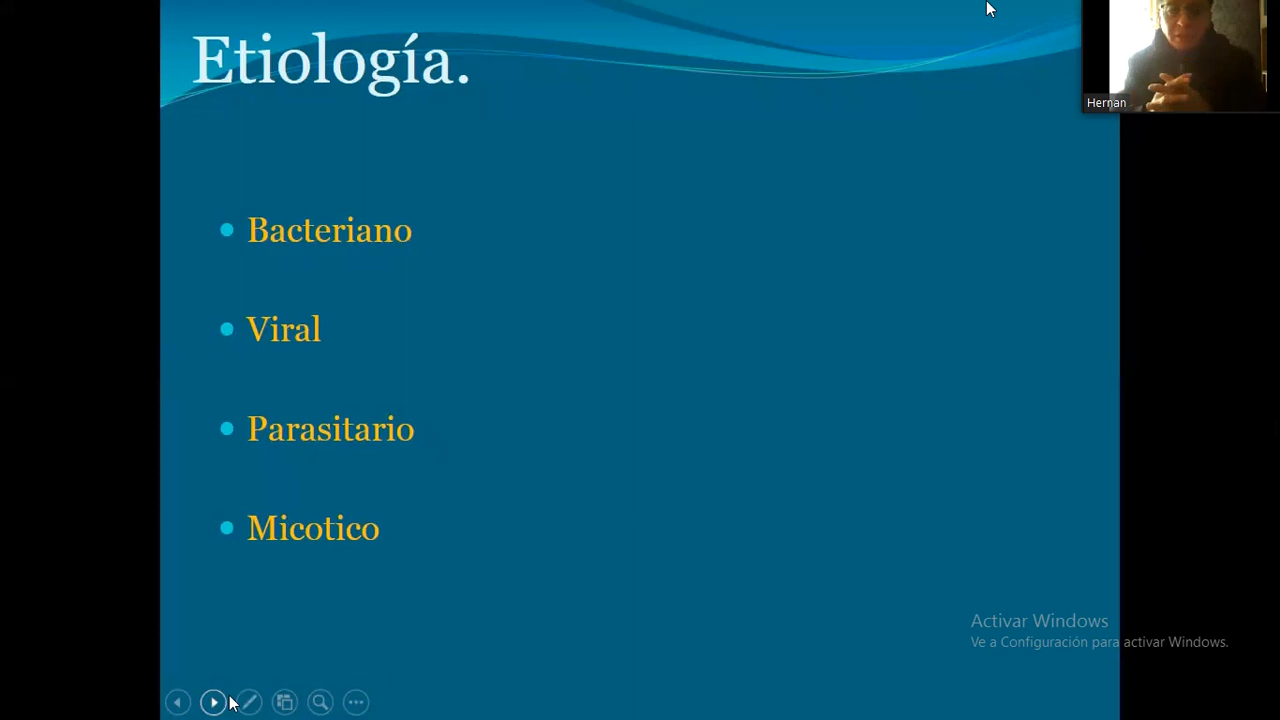 Etiología.
Hernan
Bacteriano
Viral
Parasitario
Micotico
Activar Windows
Ve a Configuración para activar Windows.